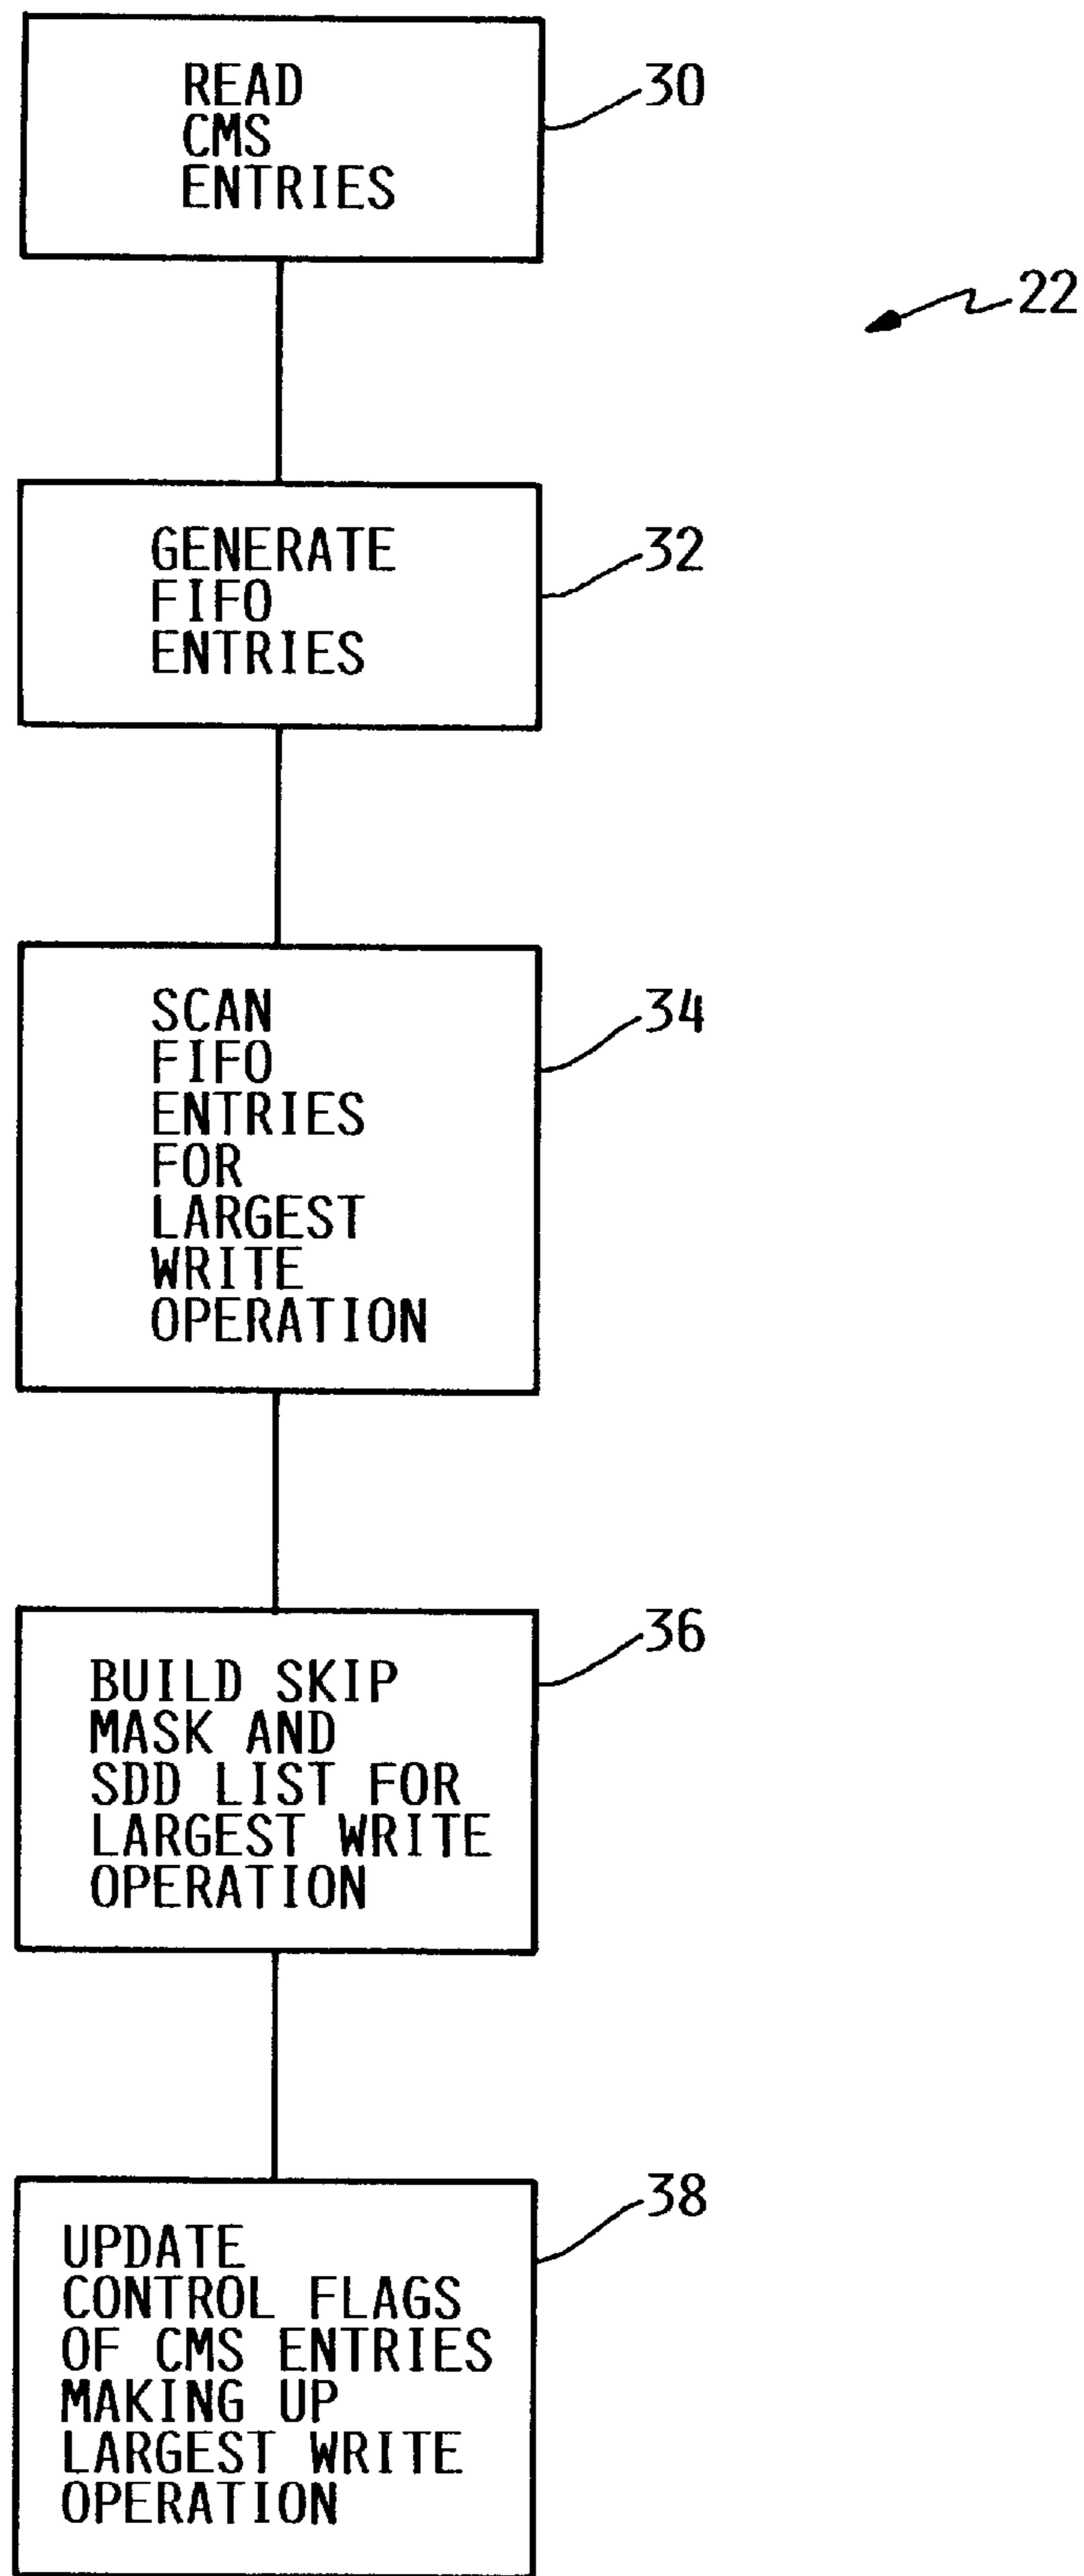 READ
CMS
ENTRIES
30
22
GENERATE
FIFO
ENTRIES
32
SCAN
FIFO
ENTRIES
FOR
LARGEST
WRITE
OPERATION
34
BUILD SKIP
MASK AND
SDD LIST FOR
LARGEST WRITE
OPERATION
36
UPDATE
CONTROL FLAGS
OF CMS ENTRIES
MAKING UP
LARGEST WRITE
OPERATION
38